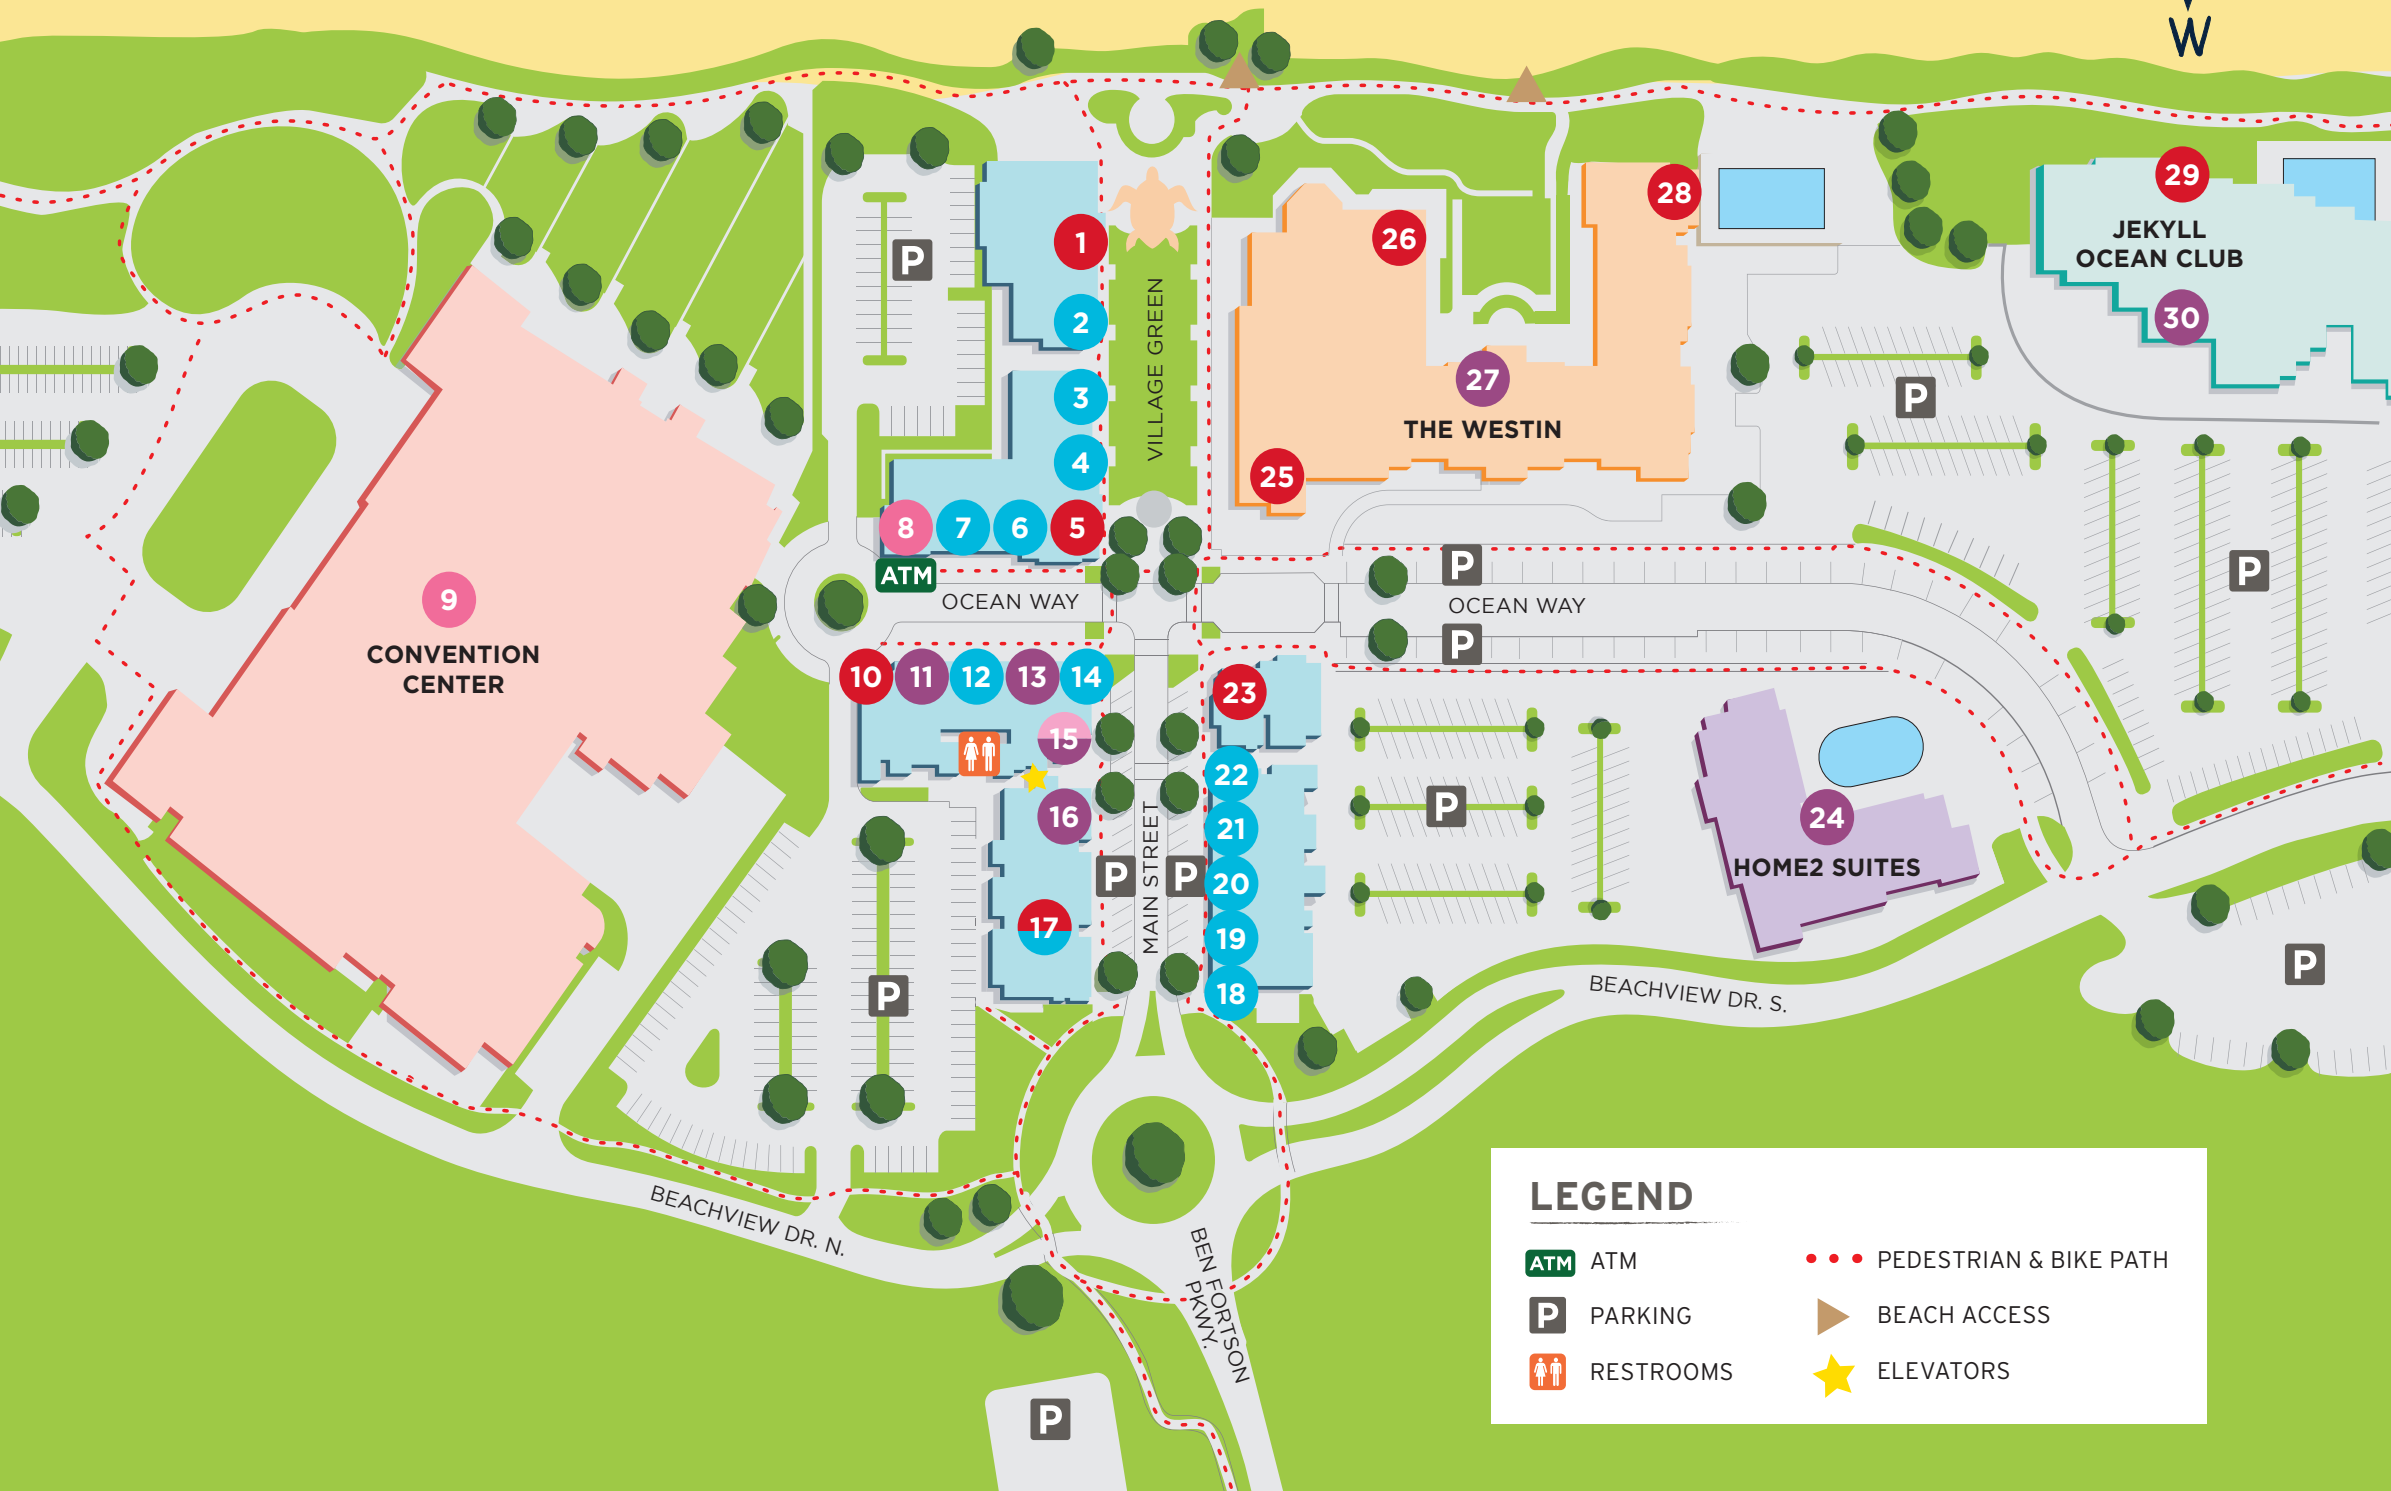 W
29
28
JEKYLL
OCEAN CLUB
P
1
26
VILLAGE GREEN
2
30
27
3
P
THE WESTIN
4
25
8
7
6
5
ATM
P
P
OCEAN WAY
OCEAN WAY
9
P
CONVENTION
CENTER
10
11
12
13
14
23
15
22
16
P
24
21
HOME2 SUITES
P
MAIN STREET
P
20
17
19
P
18
P
BEACHVIEW DR. S.
BEACHVIEW DR. N.
BEN FORTSON
PKWY.
P
LEGEND
ATM ATM
P PARKING
RESTROOMS
PEDESTRIAN & BIKE PATH
BEACH ACCESS
ELEVATORS